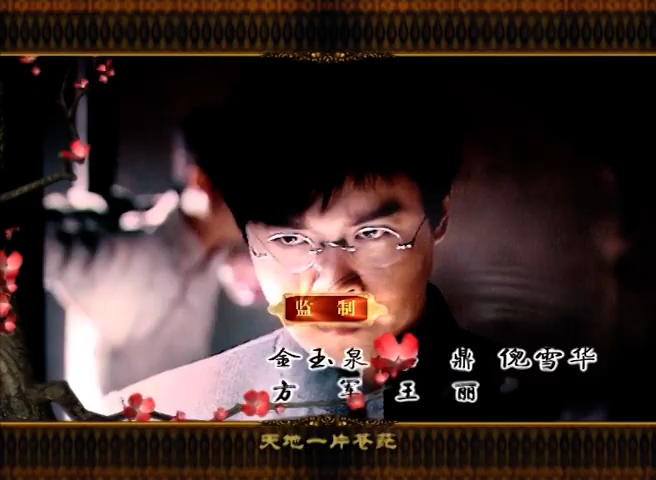 监 制
金玉泉 鼎 倪雪华
方 军 王 丽
天地一片苍茫